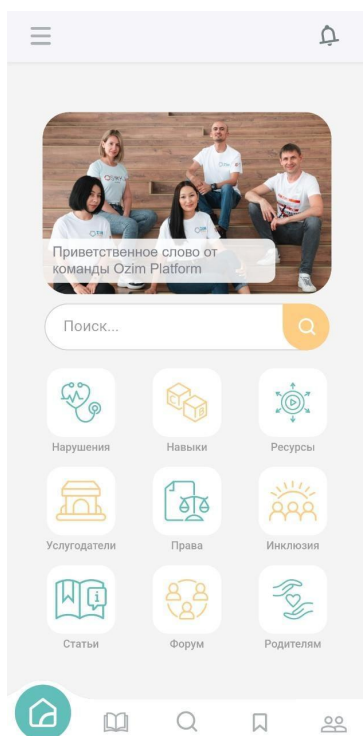 Приветственное слово от
команды Ozim Platform
Поиск...
Нарушения
Навыки
Ресурсы
Услугодатели
Права
Инклюзия
Статьи
Форум
Родителям